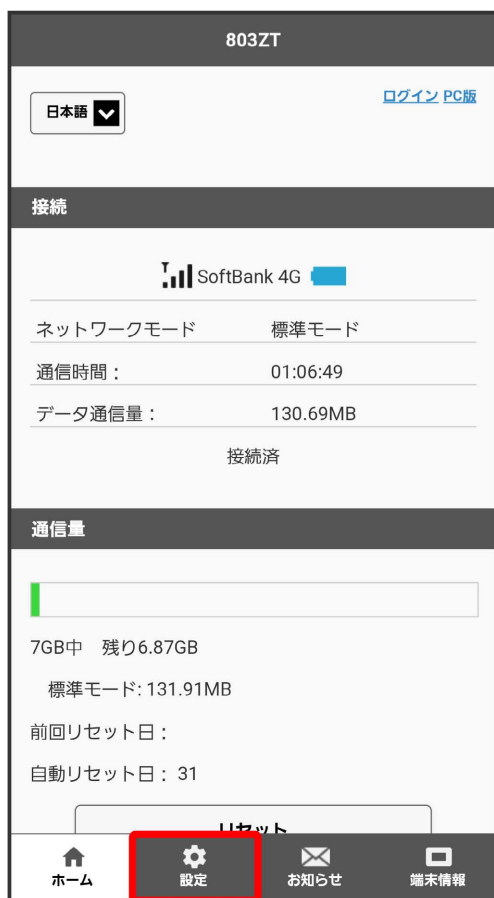 803ZT
日本語
ログイン PC版
接続
SoftBank 4G
ネットワークモード 標準モード
通信時間： 01:06:49
データ通信量： 130.69MB
接続済
通信量
7GB中 残り6.87GB
標準モード: 131.91MB
前回リセット日：
自動リセット日： 31
リセット
ホーム 設定 お知らせ 端末情報